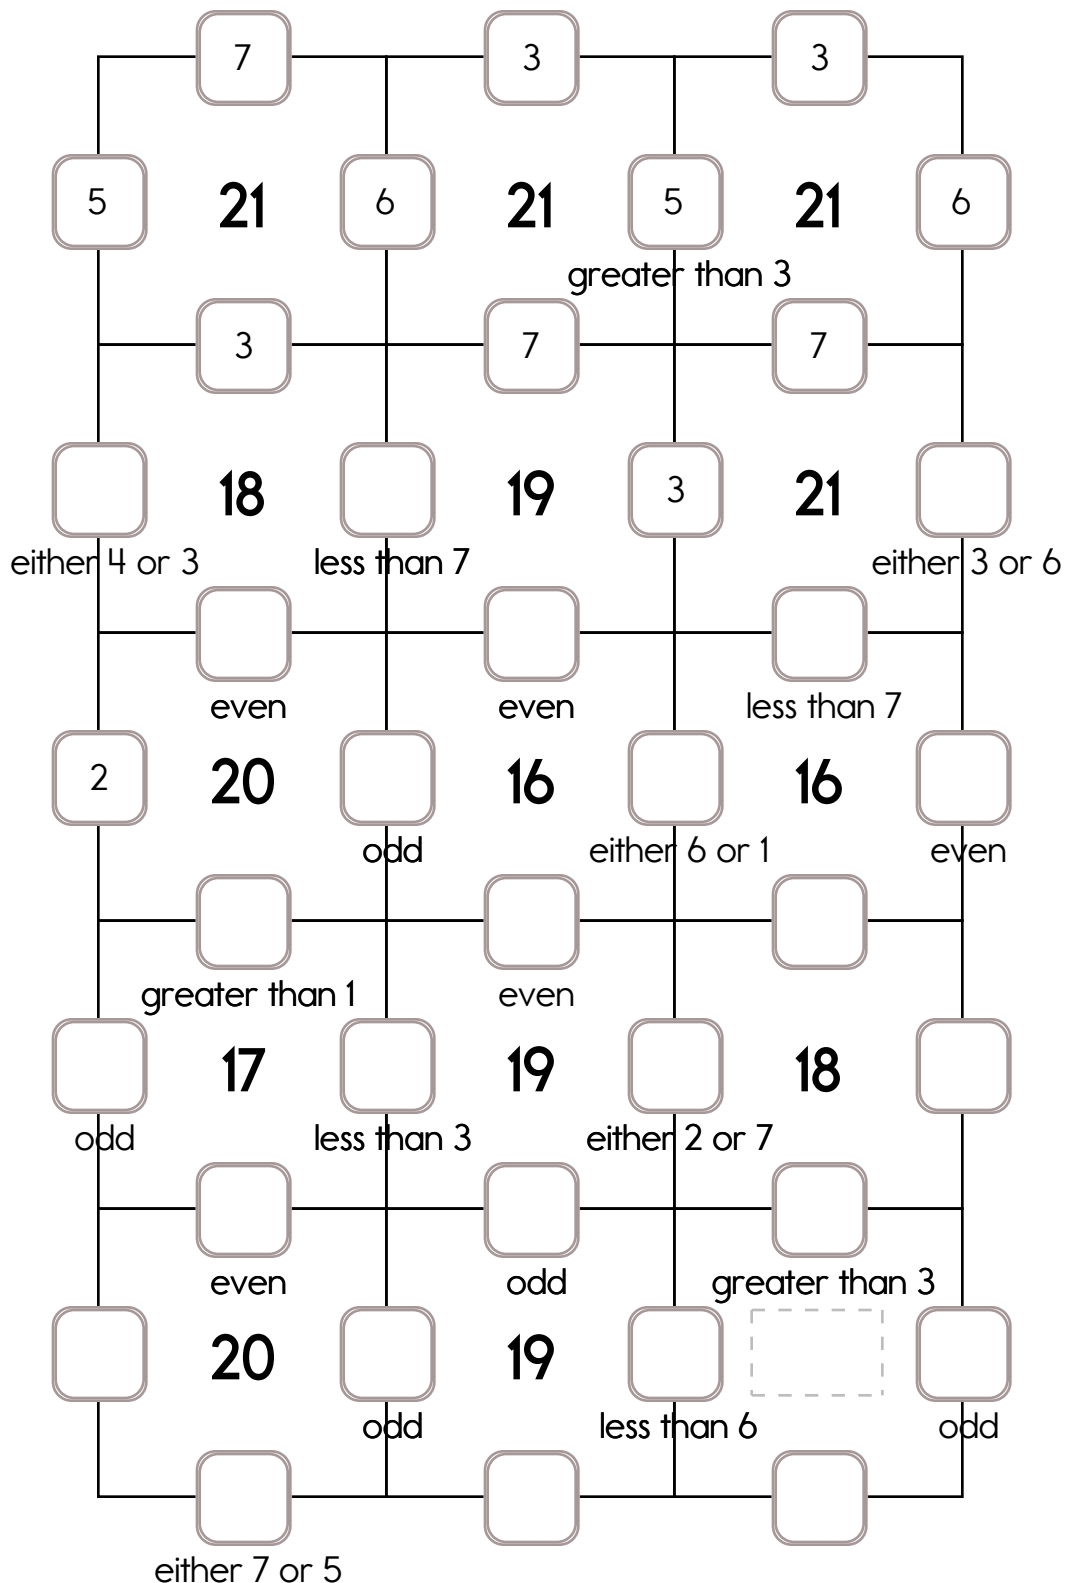 7 3 3
5 21 6 21 5 21 6
greater than 3
3 7 7
18 19 3 21
either 4 or 3 less than 7 either 3 or 6
even even less than 7
2 20 16 16
odd either 6 or 1 even
greater than 1 even
17 19 18
odd less than 3 either 2 or 7
even odd greater than 3
20 19
odd less than 6 odd
either 7 or 5